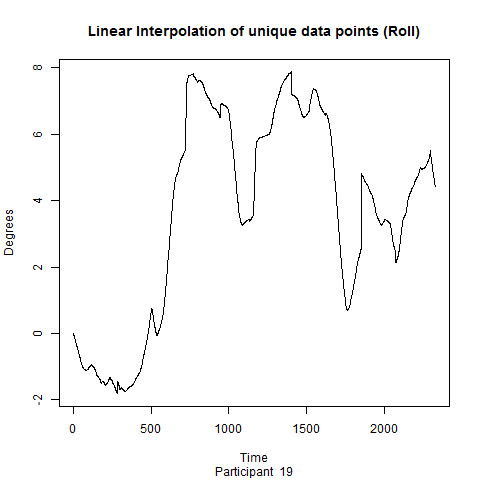 Linear Interpolation of unique data points (Roll)
Degrees
8
6
4
2
0
-2
0 500 1000 1500 2000
Time
Participant 19